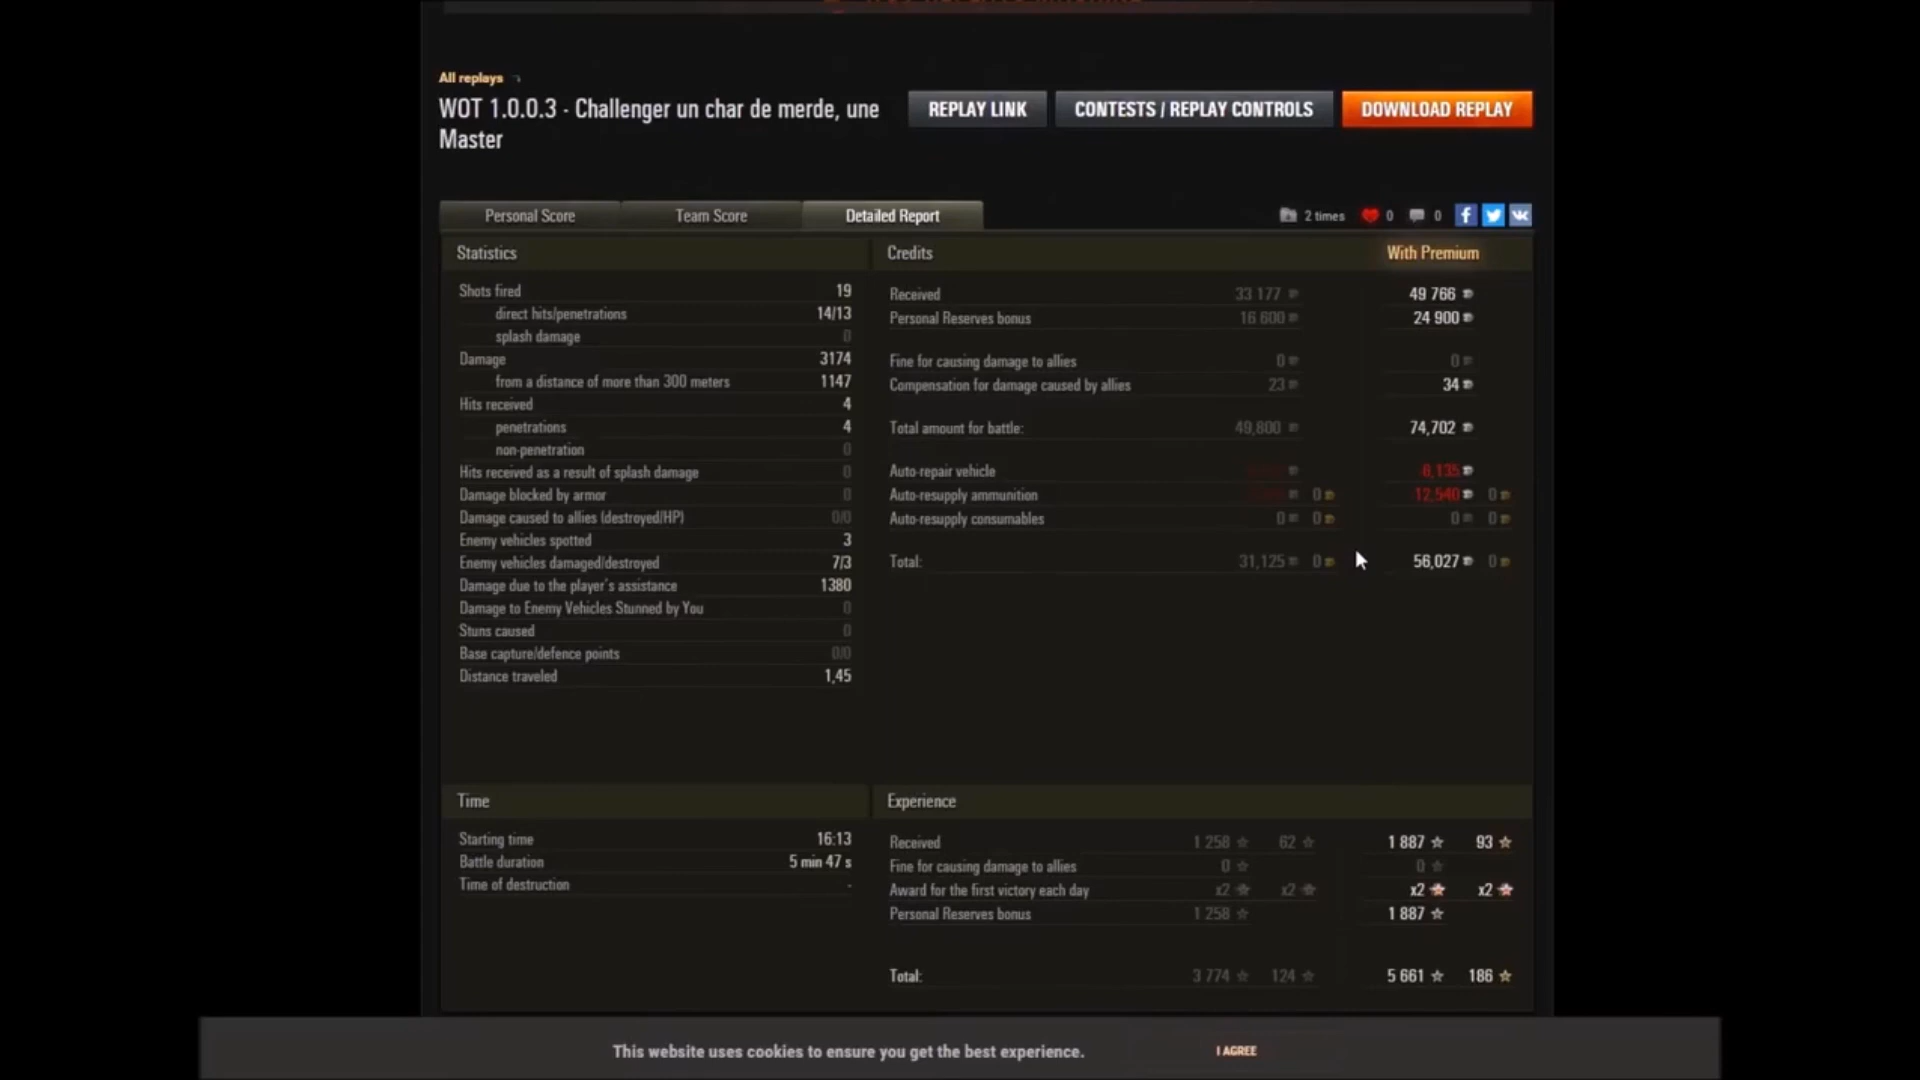 All replays
WOT 1.0.0.3 - Challenger un char de merde, une
Master
REPLAY LINK
CONTESTS / REPLAY CONTROLS
DOWNLOAD REPLAY
Personal Score
Team Score
Detailed Report
2 times
0
0
Statistics
Shots fired 19
direct hits/penetrations 14/13
splash damage 0
Damage 3174
from a distance of more than 300 meters 1147
Hits received 4
penetrations 4
non-penetration 0
Hits received as a result of splash damage 0
Damage blocked by armor 0
Damage caused to allies (destroyed/HP) 0/0
Enemy vehicles spotted 3
Enemy vehicles damaged/destroyed 7/3
Damage due to the player's assistance 1380
Damage to Enemy Vehicles Stunned by You 0
Stuns caused 0
Base capture/defence points 0/0
Distance traveled 1,45
Credits With Premium
Received 33 177 49 766
Personal Reserves bonus 16 600 24 900
Fine for causing damage to allies 0 0
Compensation for damage caused by allies 23 34
Total amount for battle: 49,800 74,702
Auto-repair vehicle 6,135
Auto-resupply ammunition 0 12,540 0
Auto-resupply consumables 0 0 0 0
Total: 31,125 0 56,027 0
Time
Starting time 16:13
Battle duration 5 min 47 s
Time of destruction -
Experience
Received 1 258 62 1 887 93
Fine for causing damage to allies 0 0
Award for the first victory each day x2 x2 x2 x2
Personal Reserves bonus 1 258 1 887
Total: 3 774 124 5 661 186
This website uses cookies to ensure you get the best experience.
I AGREE